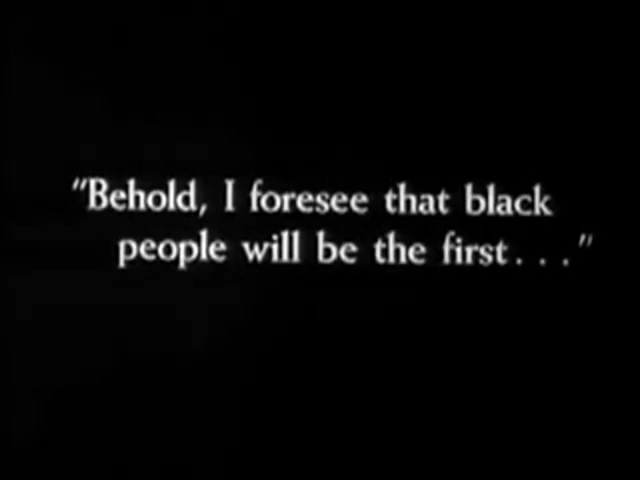 "Behold, I foresee that black
people will be the first..."